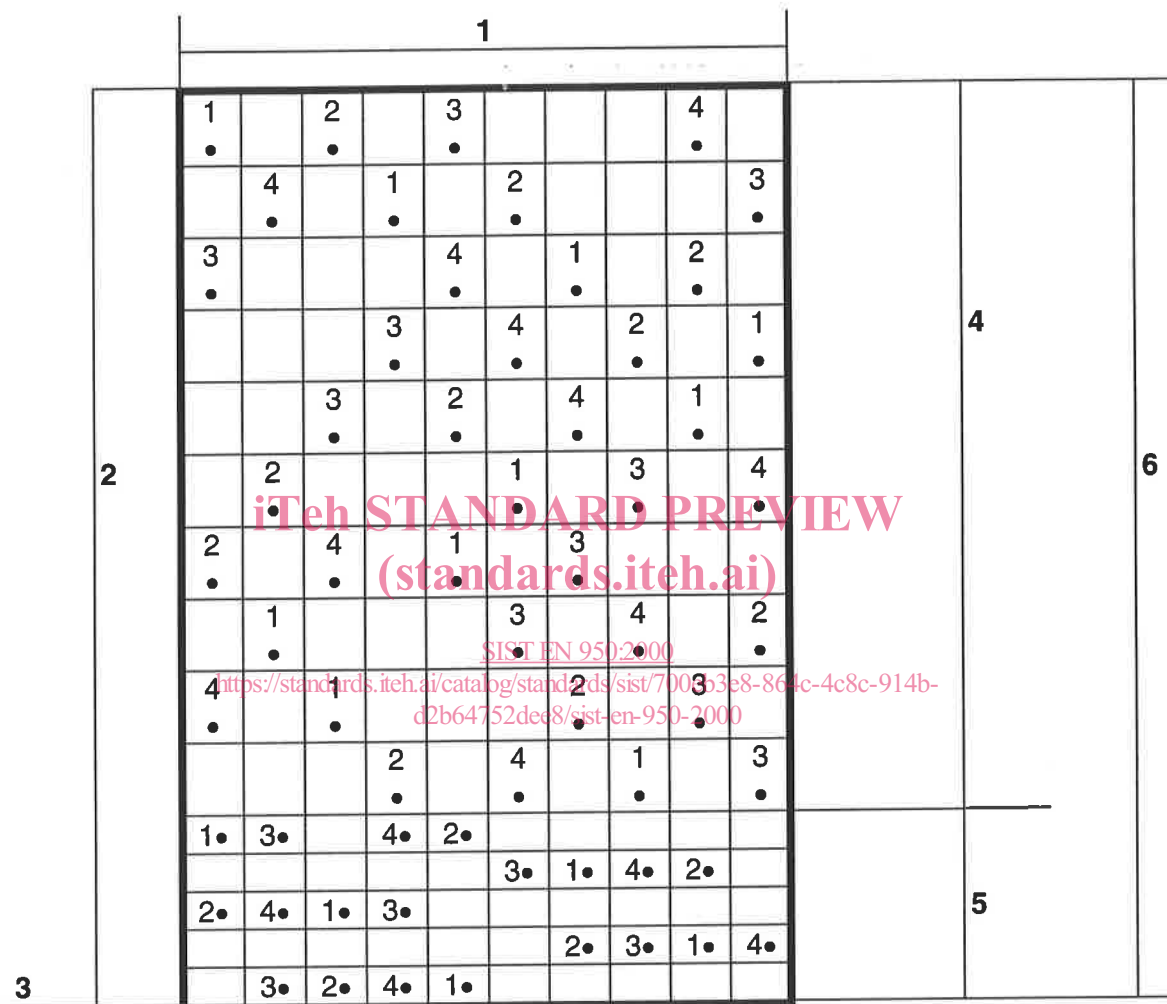 1
1 2 3 4
4 1 2 3
3 4 1 2
3 4 2 1
4
3 2 4 1
2 1 3 4
2
6
iTeh STANDARD PREVIEW
2 4 1 3
(standards.iteh.ai)
1 3 4 2
SIST EN 950:2000
4 1 2 3
https://standards.iteh.ai/catalog/standards/sist/7003b3e8-864c-4c8c-914b-
d2b64752dee8/sist-en-950-2000
2 4 1 3
1 3 4 2
3 1 4 2
2 4 1 3
5
2 3 1 4
3
3 2 4 1